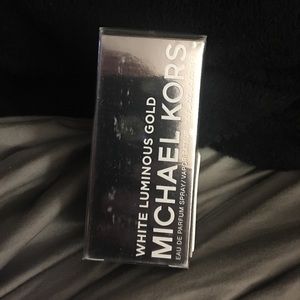 WHITE LUMINOUS GOLD
MICHAEL KORS
EAU DE PARFUM SPRAY/